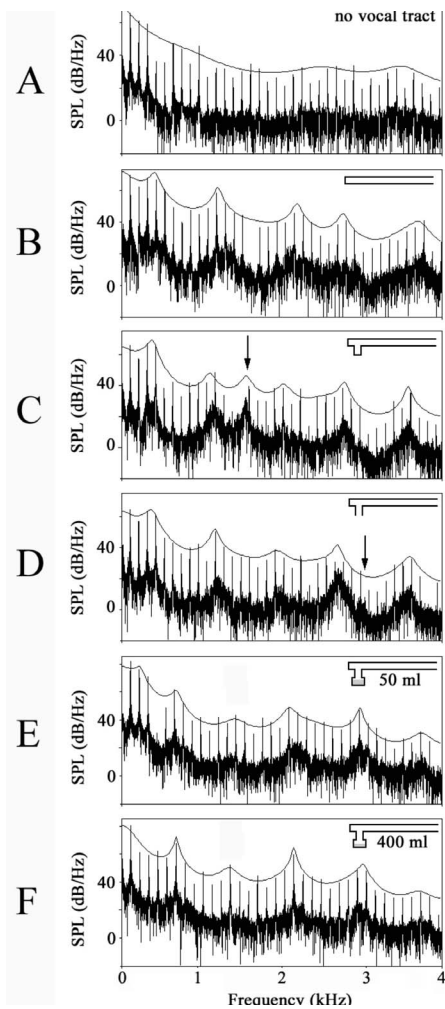 no vocal tract
A
SPL (dB/Hz)
40
0
B
SPL (dB/Hz)
40
0
C
SPL (dB/Hz)
40
0
D
SPL (dB/Hz)
40
0
E
SPL (dB/Hz)
80
40
0
50 ml
F
SPL (dB/Hz)
80
40
0
400 ml
0 1 2 3 4
Frequency (kHz)